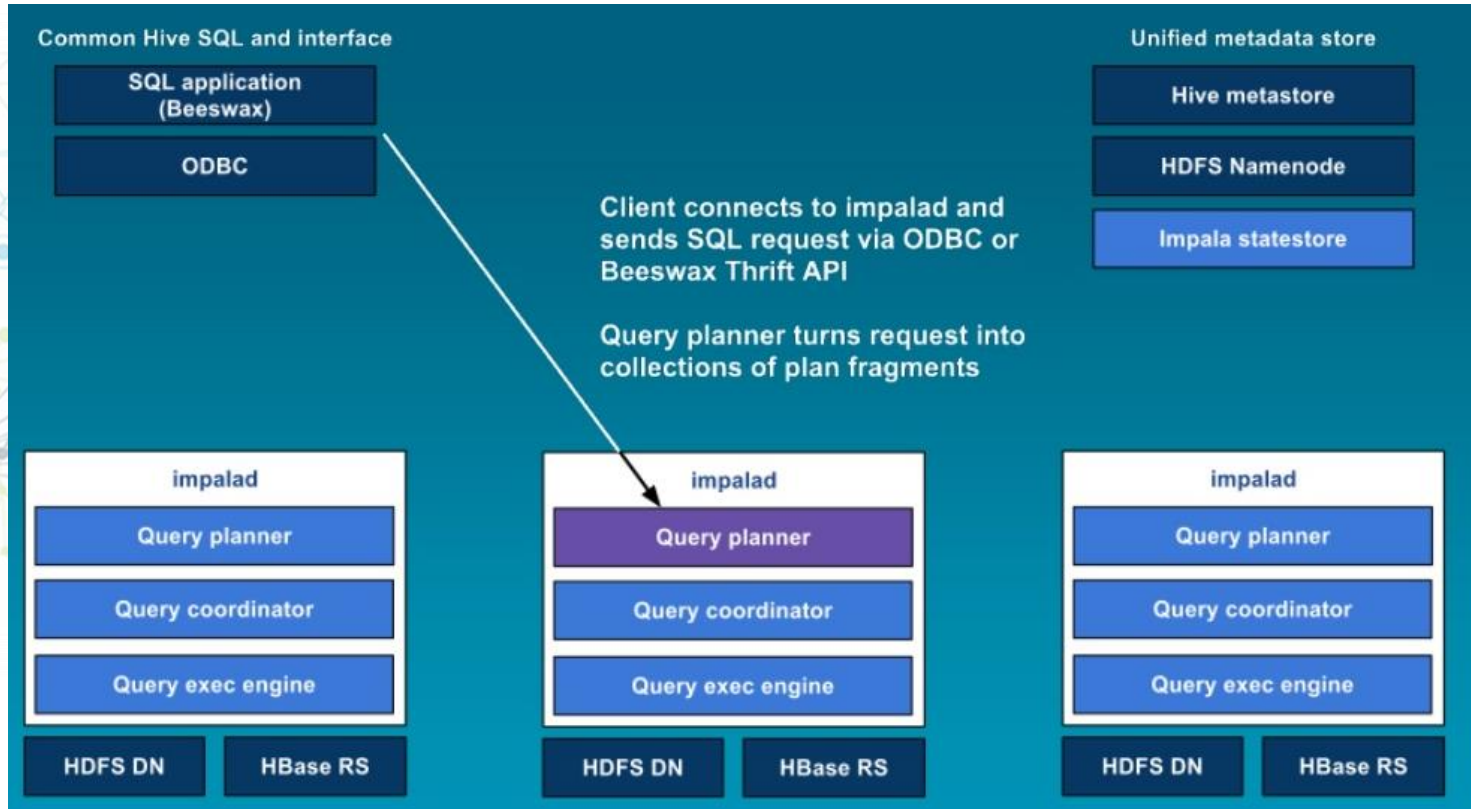 Common Hive SQL and interface
SQL application
(Beeswax)
ODBC
Unified metadata store
Hive metastore
HDFS Namenode
Impala statestore
Client connects to impalad and
sends SQL request via ODBC or
Beeswax Thrift API
Query planner turns request into
collections of plan fragments
impalad
Query planner
Query coordinator
Query exec engine
HDFS DN
HBase RS
impalad
Query planner
Query coordinator
Query exec engine
HDFS DN
HBase RS
impalad
Query planner
Query coordinator
Query exec engine
HDFS DN
HBase RS